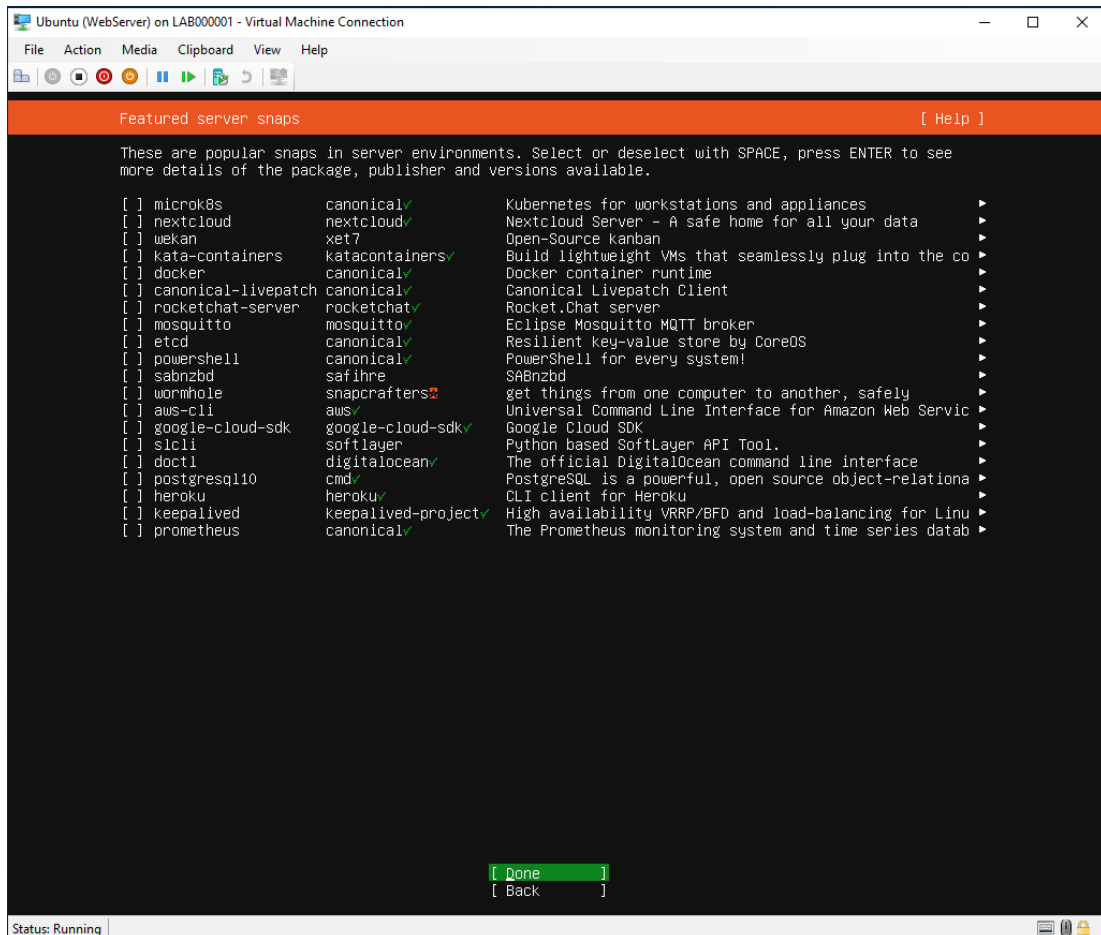 Ubuntu (WebServer) on LAB000001 - Virtual Machine Connection
File Action Media Clipboard View Help
Featured server snaps [ Help ]
These are popular snaps in server environments. Select or deselect with SPACE, press ENTER to see
more details of the package, publisher and versions available.
[ ] microk8s canonical✓ Kubernetes for workstations and appliances ►
[ ] nextcloud nextcloud✓ Nextcloud Server - A safe home for all your data ►
[ ] wekan xet7 Open-Source kanban ►
[ ] kata-containers katacontainers✓ Build lightweight VMs that seamlessly plug into the co ►
[ ] docker canonical✓ Docker container runtime ►
[ ] canonical-livepatch canonical✓ Canonical Livepatch Client ►
[ ] rocketchat-server rocketchat✓ Rocket.Chat server ►
[ ] mosquitto mosquitto✓ Eclipse Mosquitto MQTT broker ►
[ ] etcd canonical✓ Resilient key-value store by CoreOS ►
[ ] powershell canonical✓ PowerShell for every system! ►
[ ] sabnzbd safihre SABnzbd ►
[ ] wormhole snapcrafters get things from one computer to another, safely ►
[ ] aws-cli aws✓ Universal Command Line Interface for Amazon Web Servic ►
[ ] google-cloud-sdk google-cloud-sdk✓ Google Cloud SDK ►
[ ] slcli softlayer Python based SoftLayer API Tool. ►
[ ] doctl digitalocean✓ The official DigitalOcean command line interface ►
[ ] postgresql10 cmd✓ PostgreSQL is a powerful, open source object-relationa ►
[ ] heroku heroku✓ CLI client for Heroku ►
[ ] keepalived keepalived-project✓ High availability VRRP/BFD and load-balancing for Linu ►
[ ] prometheus canonical✓ The Prometheus monitoring system and time series datab ►
[ Done ]
[ Back ]
Status: Running